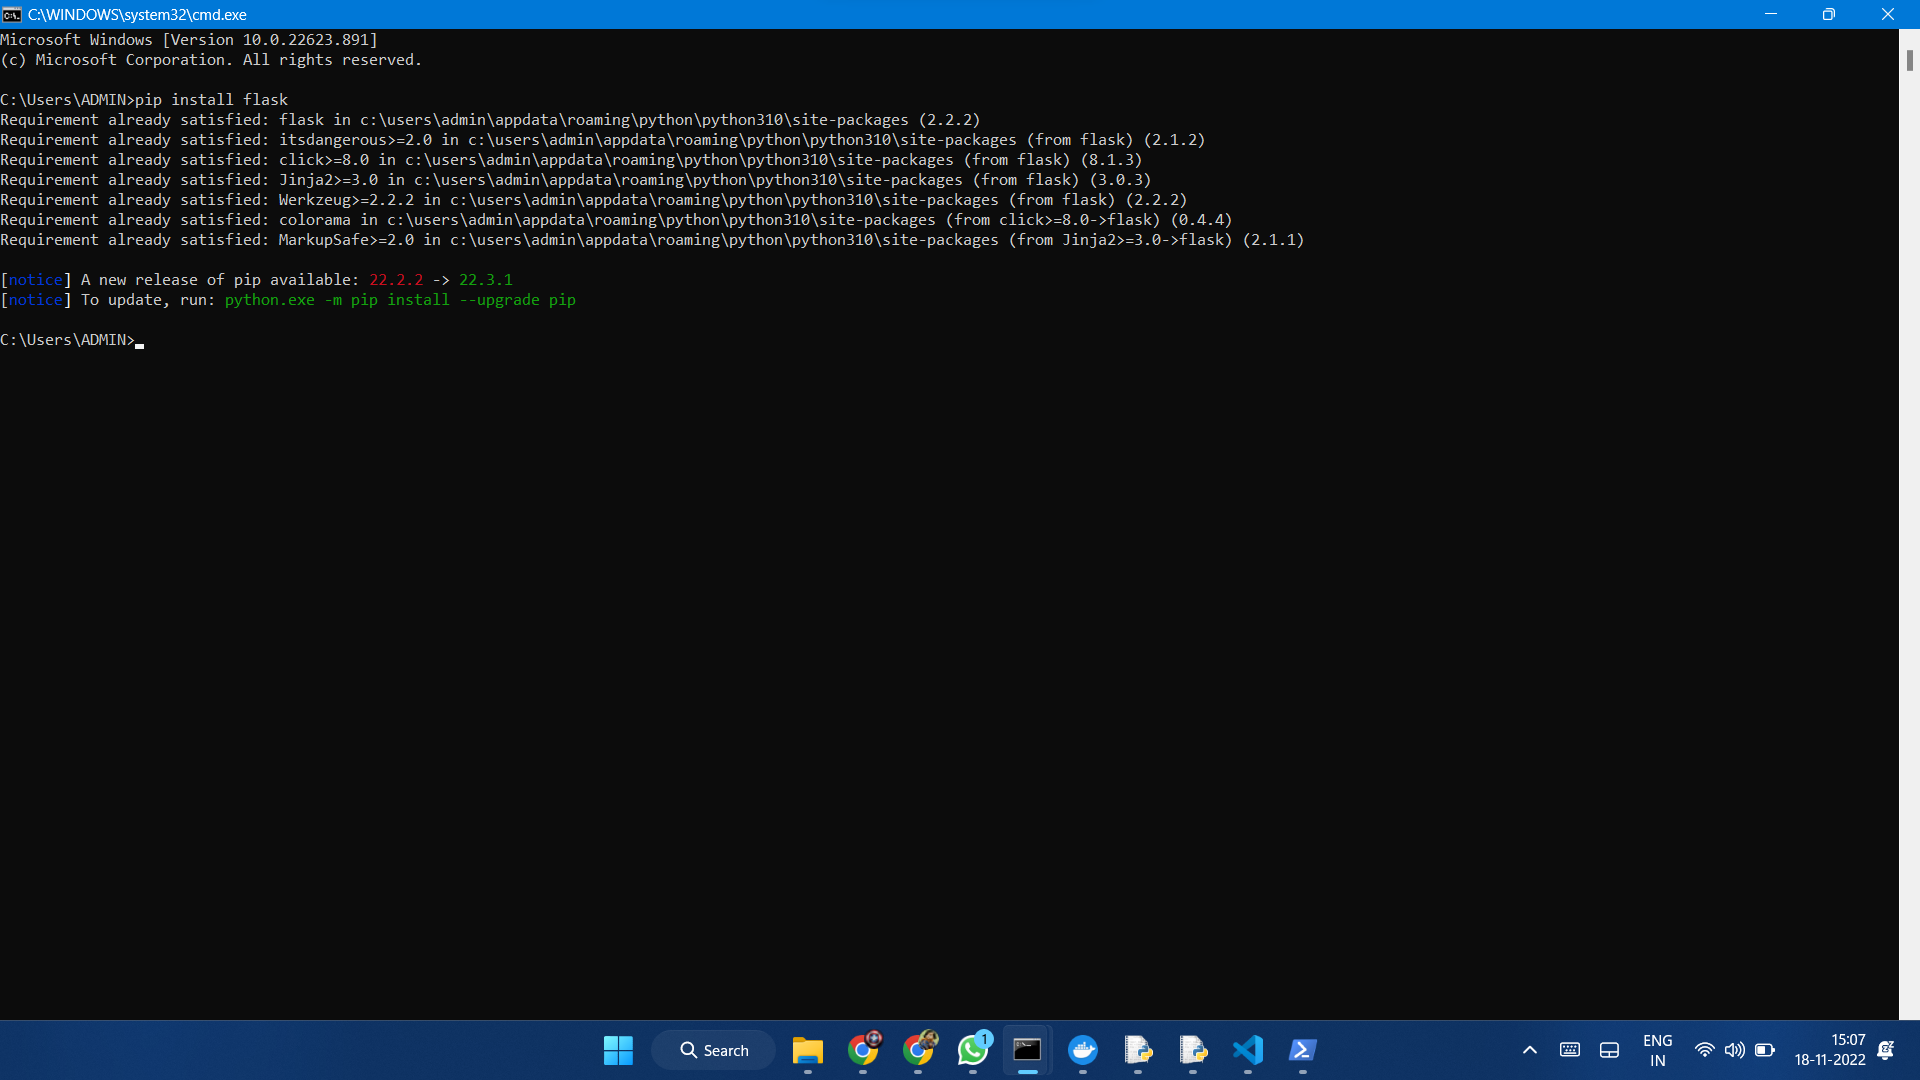 C:\WINDOWS\system32\cmd.exe
Microsoft Windows [Version 10.0.22623.891]
(c) Microsoft Corporation. All rights reserved.
C:\Users\ADMIN>pip install flask
Requirement already satisfied: flask in c:\users\admin\appdata\roaming\python\python310\site-packages (2.2.2)
Requirement already satisfied: itsdangerous>=2.0 in c:\users\admin\appdata\roaming\python\python310\site-packages (from flask) (2.1.2)
Requirement already satisfied: click>=8.0 in c:\users\admin\appdata\roaming\python\python310\site-packages (from flask) (8.1.3)
Requirement already satisfied: Jinja2>=3.0 in c:\users\admin\appdata\roaming\python\python310\site-packages (from flask) (3.0.3)
Requirement already satisfied: Werkzeug>=2.2.2 in c:\users\admin\appdata\roaming\python\python310\site-packages (from flask) (2.2.2)
Requirement already satisfied: colorama in c:\users\admin\appdata\roaming\python\python310\site-packages (from click>=8.0->flask) (0.4.4)
Requirement already satisfied: MarkupSafe>=2.0 in c:\users\admin\appdata\roaming\python\python310\site-packages (from Jinja2>=3.0->flask) (2.1.1)
[notice] A new release of pip available: 22.2.2 -> 22.3.1
[notice] To update, run: python.exe -m pip install --upgrade pip
C:\Users\ADMIN>
Search
1
ENG
IN
15:07
18-11-2022